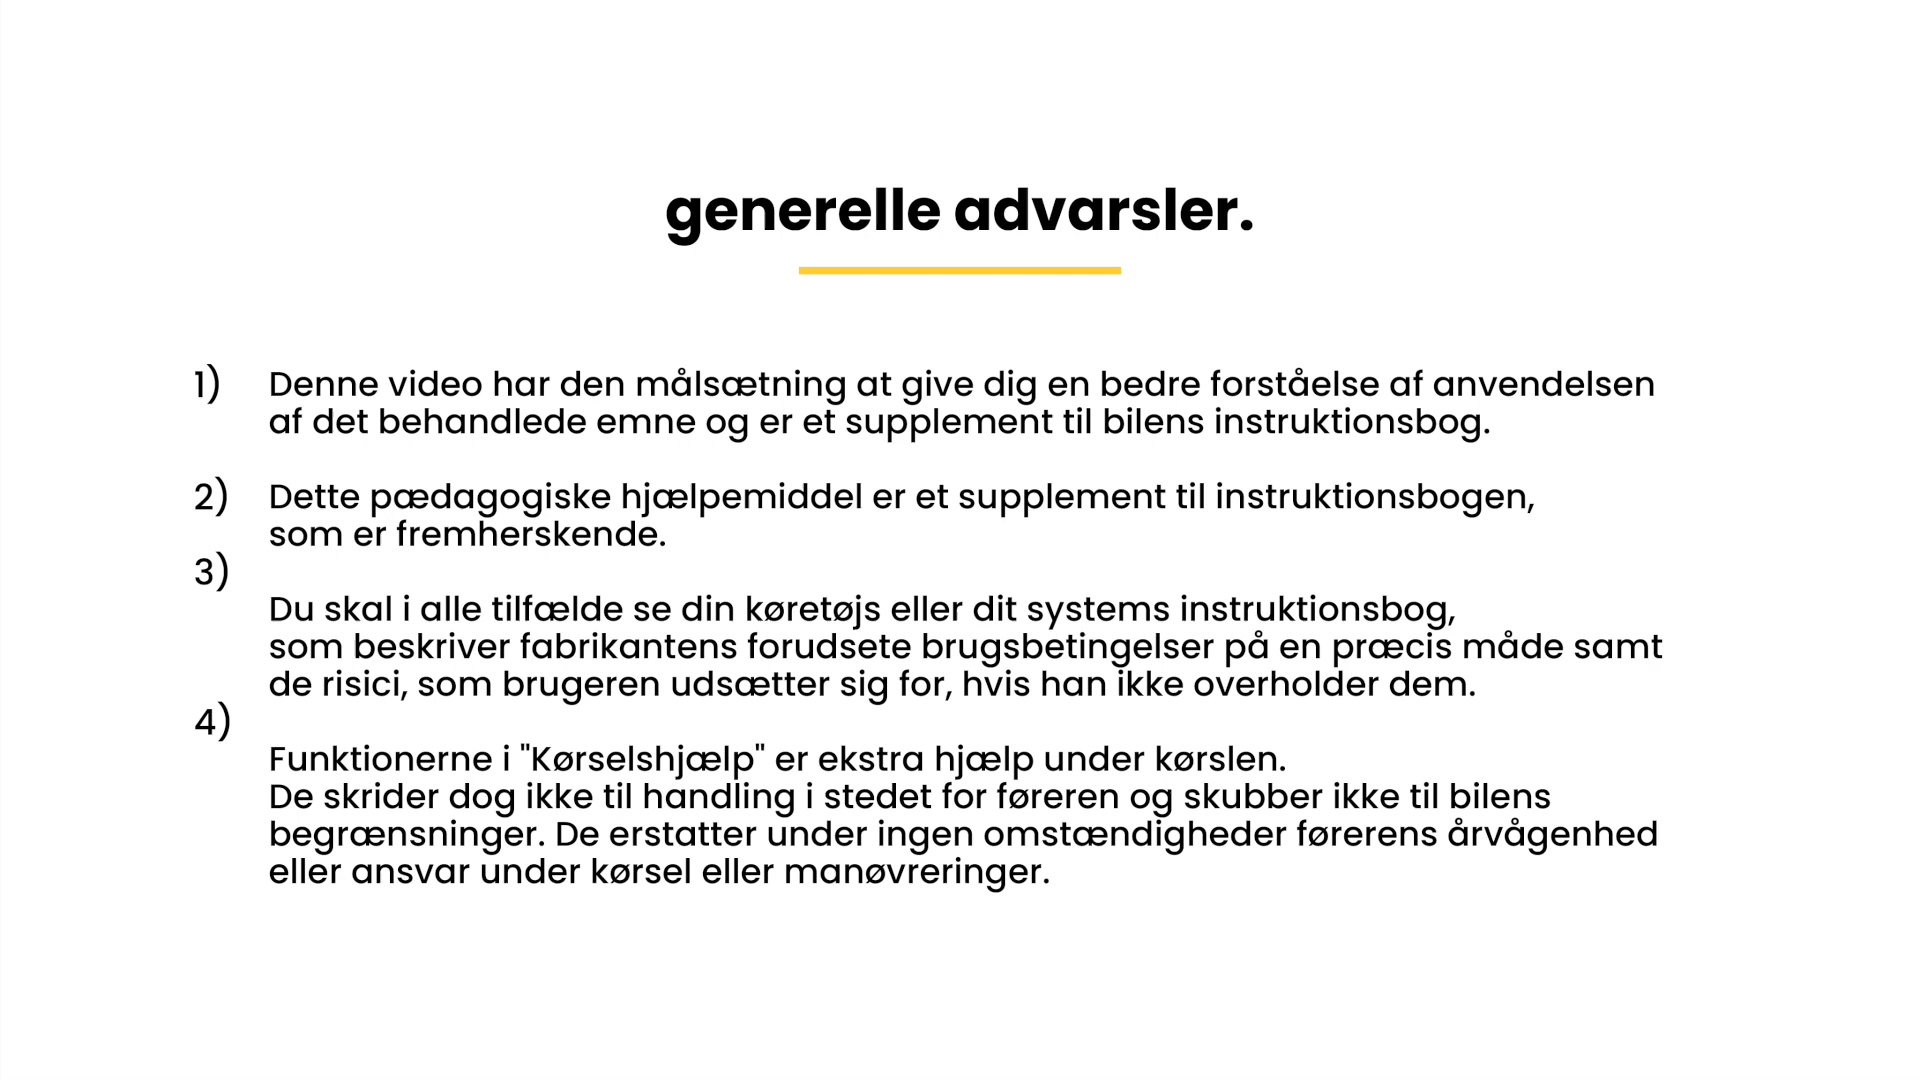 generelle advarsler.
1) Denne video har den målsætning at give dig en bedre forståelse af anvendelsen
af det behandlede emne og er et supplement til bilens instruktionsbog.
2) Dette pædagogiske hjælpemiddel er et supplement til instruktionsbogen,
som er fremherskende.
3)
Du skal i alle tilfælde se din køretøjs eller dit systems instruktionsbog,
som beskriver fabrikantens forudsete brugsbetingelser på en præcis måde samt
de risici, som brugeren udsætter sig for, hvis han ikke overholder dem.
4)
Funktionerne i "Kørselshjælp" er ekstra hjælp under kørslen.
De skrider dog ikke til handling i stedet for føreren og skubber ikke til bilens
begrænsninger. De erstatter under ingen omstændigheder førerens årvågenhed
eller ansvar under kørsel eller manøvreringer.